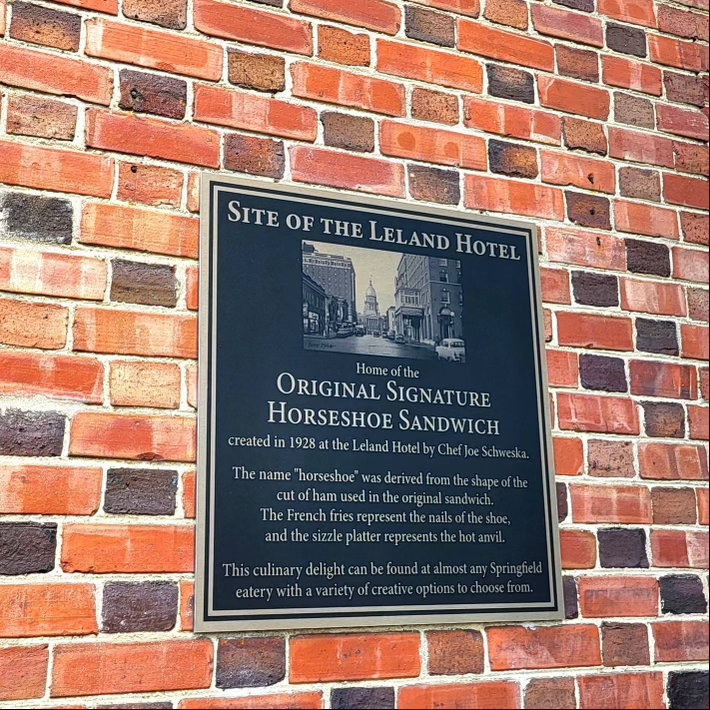 SITE OF THE LELAND HOTEL
Home of the
ORIGINAL SIGNATURE
HORSESHOE SANDWICH
created in 1928 at the Leland Hotel by Chef Joe Schweska.
The name "horseshoe" was derived from the shape of the
cut of ham used in the original sandwich.
The French fries represent the nails of the shoe,
and the sizzle platter represents the hot anvil.
This culinary delight can be found at almost any Springfield
eatery with a variety of creative options to choose from.